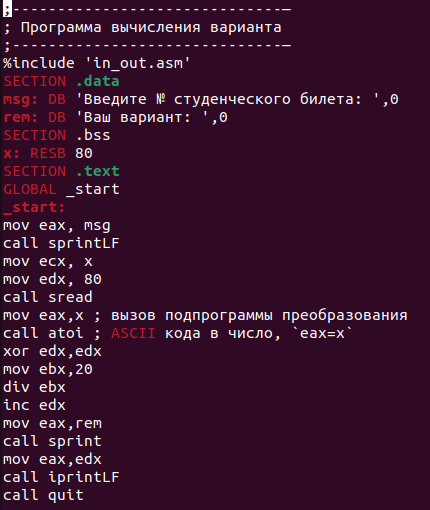 ;-------------------------------—
; Программа вычисления варианта
;-------------------------------—
%include 'in_out.asm'
SECTION .data
msg: DB 'Введите № студенческого билета: ',0
rem: DB 'Ваш вариант: ',0
SECTION .bss
x: RESB 80
SECTION .text
GLOBAL _start
_start:
mov eax, msg
call sprintLF
mov ecx, x
mov edx, 80
call sread
mov eax,x ; вызов подпрограммы преобразования
call atoi ; ASCII кода в число, `eax=x`
xor edx,edx
mov ebx,20
div ebx
inc edx
mov eax,rem
call sprint
mov eax,edx
call iprintLF
call quit